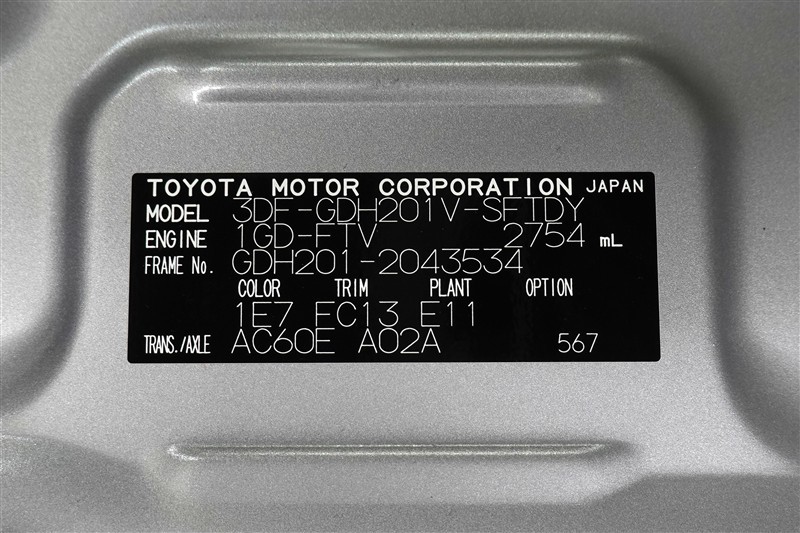 TOYOTA MOTOR CORPORATION JAPAN
MODEL 3DF-GDH201V-SFTDY
ENGINE 1GD-FTV 2754 mL
FRAME No. GDH201-2043534
COLOR TRIM PLANT OPTION
1E7 FC13 E11
TRANS./AXLE AC60E A02A 567